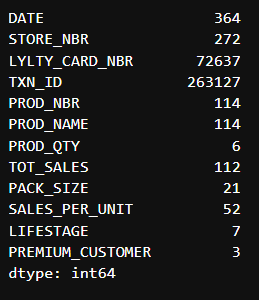 DATE 364
STORE_NBR 272
LYLTY_CARD_NBR 72637
TXN_ID 263127
PROD_NBR 114
PROD_NAME 114
PROD_QTY 6
TOT_SALES 112
PACK_SIZE 21
SALES_PER_UNIT 52
LIFESTAGE 7
PREMIUM_CUSTOMER 3
dtype: int64